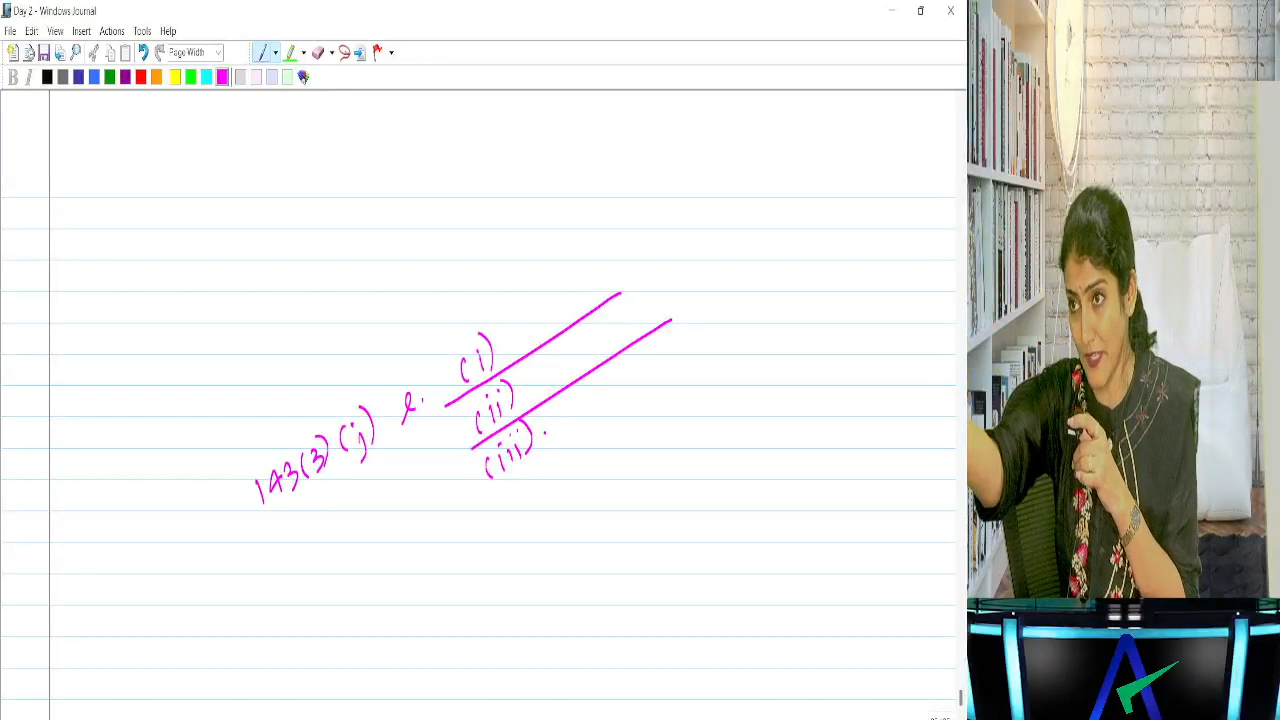 Day 2 - Windows Journal
File Edit View Insert Actions Tools Help
Page Width
B I
(i)
143(3)(j) e. (ii)
(iii).